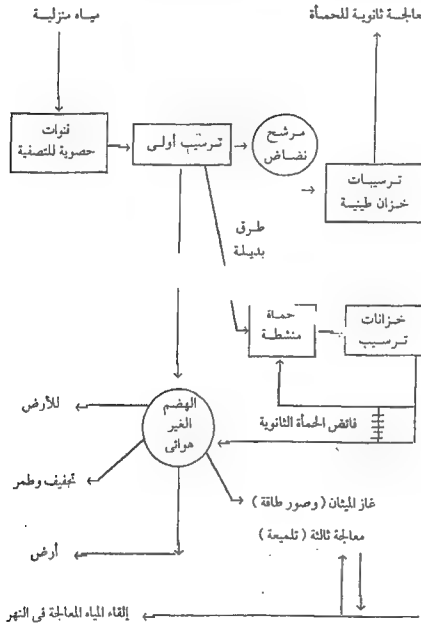 مياه منزلية
معالجة ثانوية للحمأة
قنوات
حصوية للتصفية
ترسيب أولى
مرشح
نضاض
ترسيبات
خزان طينية
طرق
بديلة
حمأة
منشطة
خزانات
ترسيب
فائض الحمأة الثانوية
الهضم
الغير
هوائى
للأرض
تجفيف وطمر
أرض
غاز الميثان (وصور طاقة)
معالجة ثالثة (تلميعة)
إلقاء المياه المعالجة فى النهر